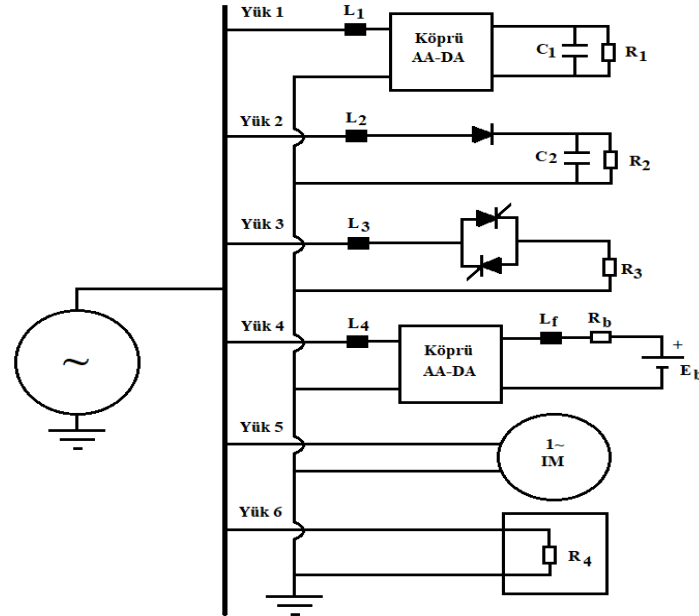 Yük 1
L1
Köprü
AA-DA
C1
R1
Yük 2
L2
C2
R2
Yük 3
L3
R3
Yük 4
L4
Köprü
AA-DA
Lf
Rb
+
Eb
~
Yük 5
1~
IM
Yük 6
R4